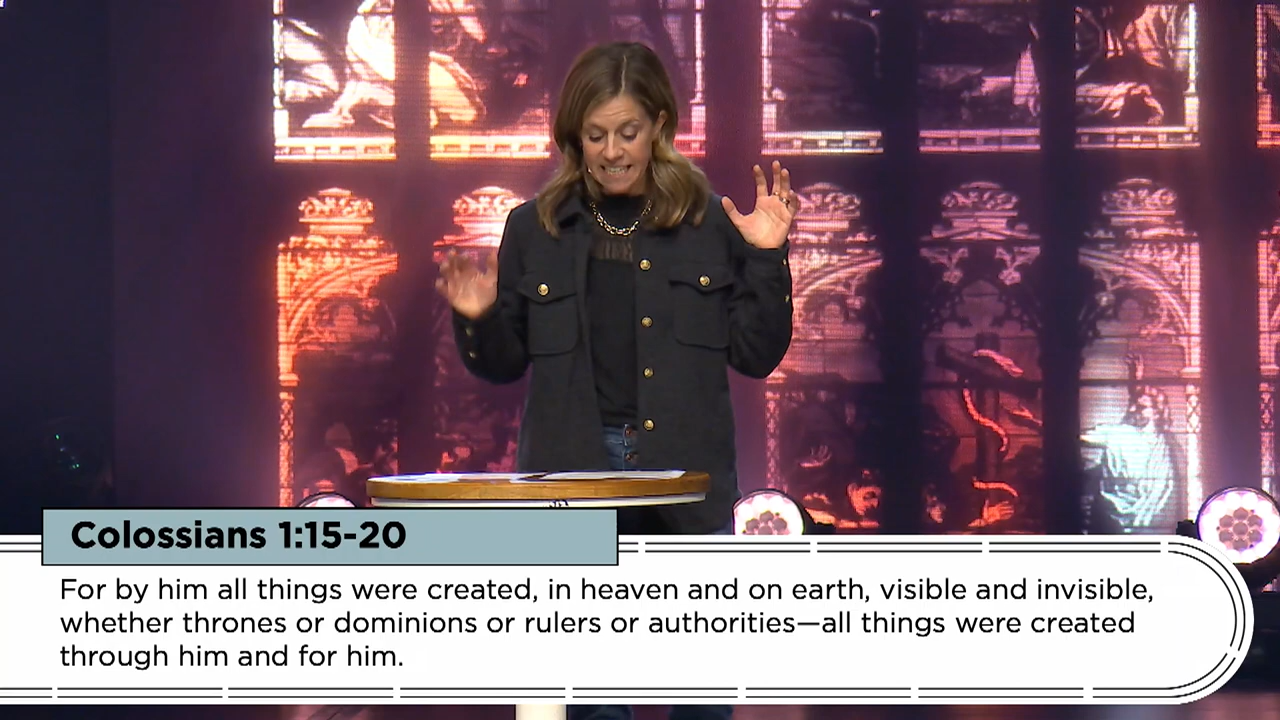 Colossians 1:15-20
For by him all things were created, in heaven and on earth, visible and invisible,
whether thrones or dominions or rulers or authorities—all things were created
through him and for him.